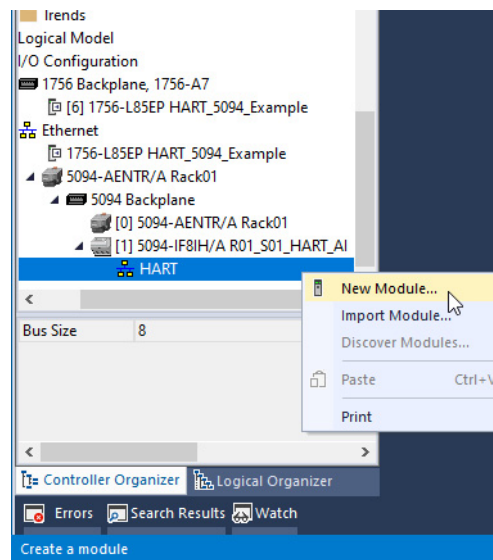 Trends
Logical Model
I/O Configuration
1756 Backplane, 1756-A7
[6] 1756-L85EP HART_5094_Example
Ethernet
1756-L85EP HART_5094_Example
5094-AENTR/A Rack01
5094 Backplane
[0] 5094-AENTR/A Rack01
[1] 5094-IF8IH/A R01_S01_HART_AI
HART
New Module...
Import Module...
Discover Modules...
Paste Ctrl+V
Print
Bus Size 8
Controller Organizer Logical Organizer
Errors Search Results Watch
Create a module